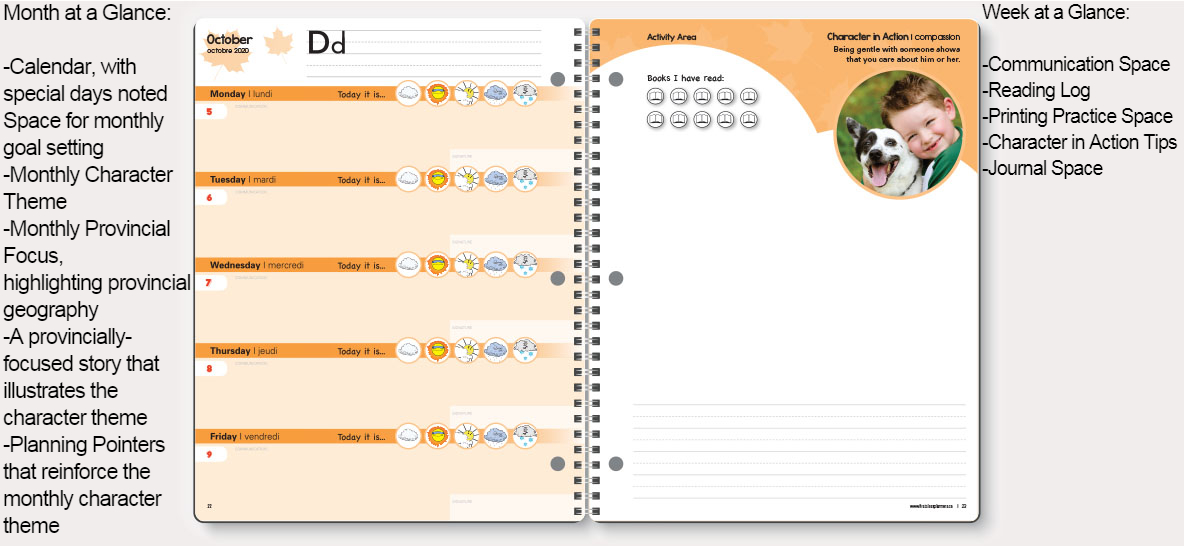 Month at a Glance:
-Calendar, with
special days noted
Space for monthly
goal setting
-Monthly Character
Theme
-Monthly Provincial
Focus,
highlighting provincial
geography
-A provincially-
focused story that
illustrates the
character theme
-Planning Pointers
that reinforce the
monthly character
theme
October
octobre 2020
Dd
Monday | lundi Today it is...
5
COMMUNICATION
SIGNATURE
Tuesday | mardi Today it is...
6
COMMUNICATION
SIGNATURE
Wednesday | mercredi Today it is...
7
COMMUNICATION
SIGNATURE
Thursday | jeudi Today it is...
8
COMMUNICATION
SIGNATURE
Friday | vendredi Today it is...
9
COMMUNICATION
SIGNATURE
22
Activity Area
Character in Action | compassion
Being gentle with someone shows
that you care about him or her.
Books I have read:
| 23
Week at a Glance:
-Communication Space
-Reading Log
-Printing Practice Space
-Character in Action Tips
-Journal Space